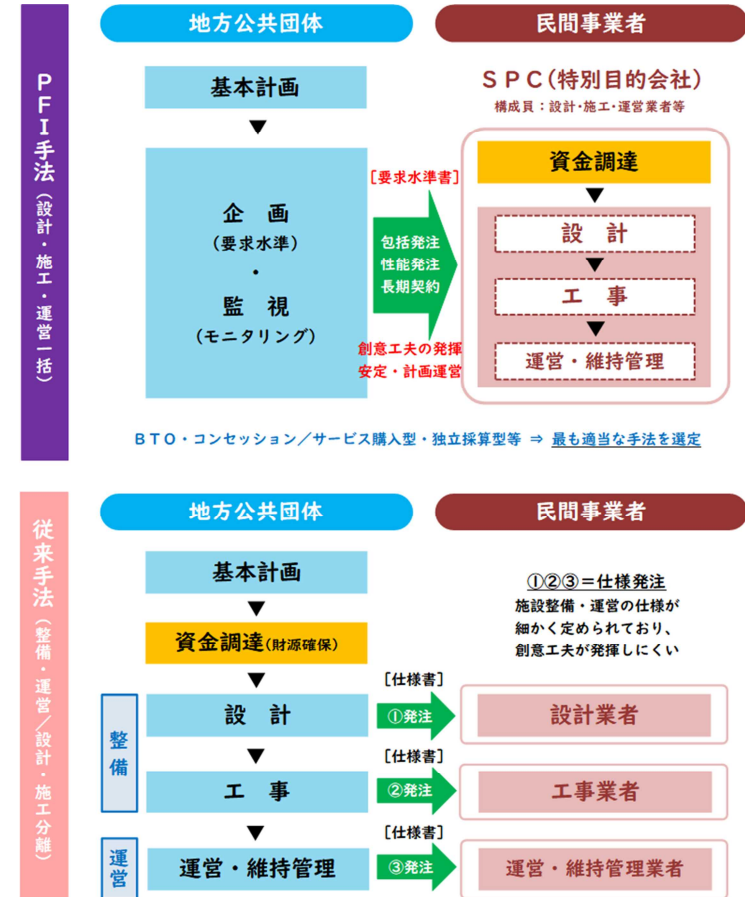 PFI手法(設計・施工・運営一括)
地方公共団体
民間事業者
基本計画
SPC(特別目的会社)
構成員：設計・施工・運営業者等
企　画
(要求水準)
・
監　視
(モニタリング)
[要求水準書]
包括発注
性能発注
長期契約
創意工夫の発揮
安定・計画運営
資金調達
設　計
工　事
運営・維持管理
BTO・コンセッション／サービス購入型・独立採算型等 ⇒ 最も適当な手法を選定
従来手法(整備・運営／設計・施工分離)
地方公共団体
民間事業者
基本計画
資金調達(財源確保)
①②③＝仕様発注
施設整備・運営の仕様が
細かく定められており、
創意工夫が発揮しにくい
整備
設　計
[仕様書]
①発注
設計業者
工　事
[仕様書]
②発注
工事業者
運営
運営・維持管理
[仕様書]
③発注
運営・維持管理業者